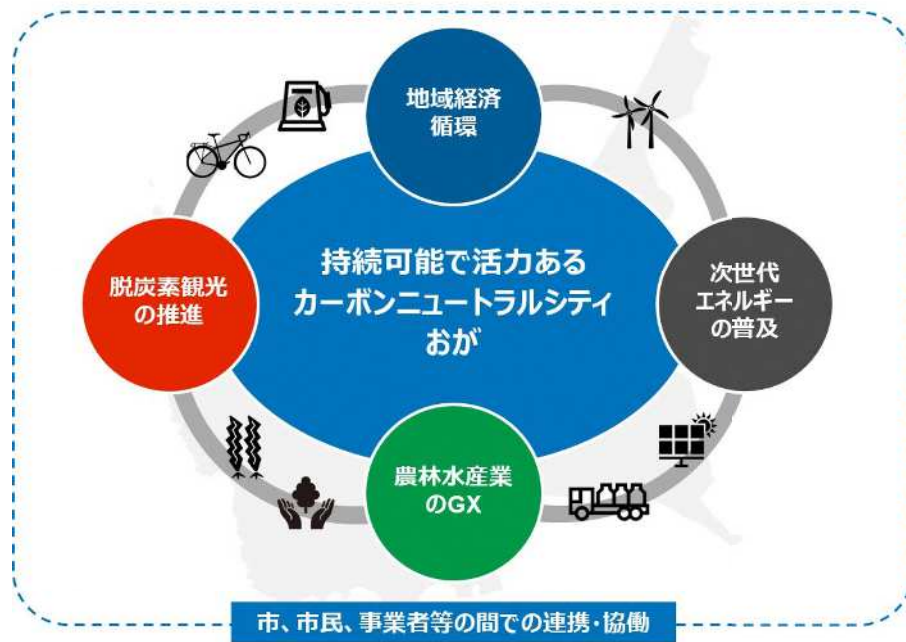 地域経済
循環
持続可能で活力ある
カーボンニュートラルシティ
おが
脱炭素観光
の推進
次世代
エネルギー
の普及
農林水産業
のGX
市、市民、事業者等の間での連携・協働